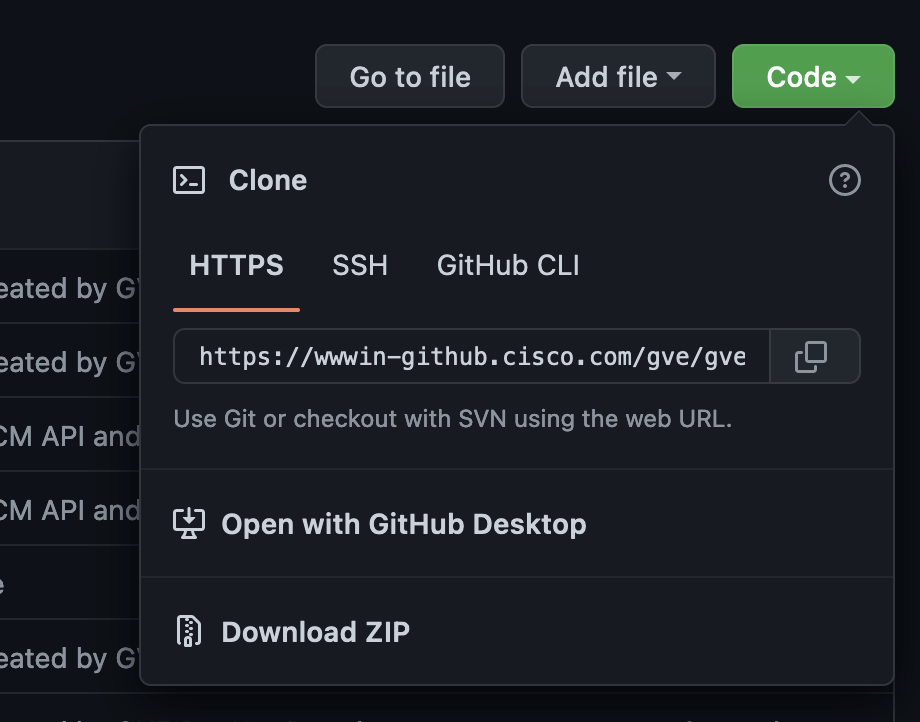 Go to file
Add file
Code
Clone
HTTPS
SSH
GitHub CLI
https://wwwin-github.cisco.com/gve/gve
Use Git or checkout with SVN using the web URL.
Open with GitHub Desktop
Download ZIP
eated by G
eated by G
CM API and
CM API and
e
eated by G